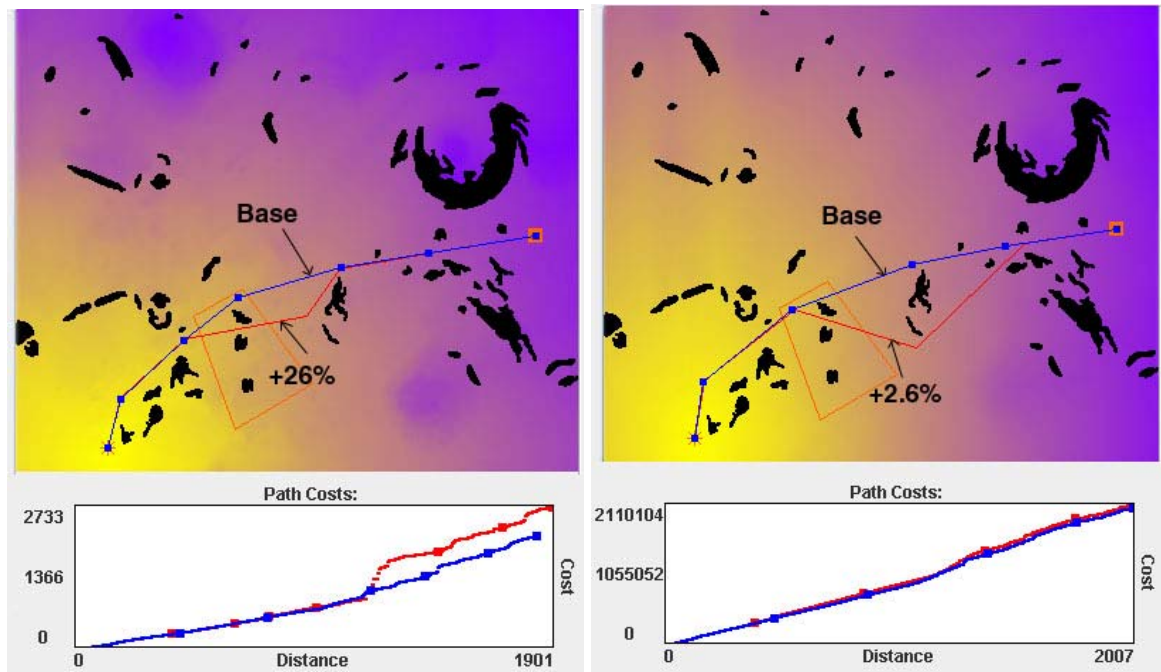 Base
+26%
Path Costs:
2733
1366
0
Cost
0 Distance 1901
Base
+2.6%
Path Costs:
2110104
1055052
0
Cost
0 Distance 2007